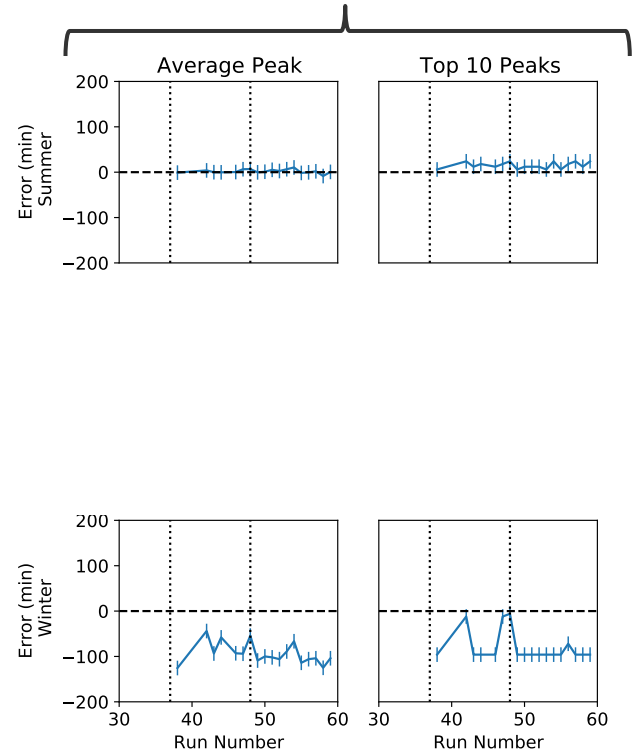 Average Peak
Top 10 Peaks
Error (min)
Summer
200
100
0
−100
−200
Error (min)
Winter
200
100
0
−100
−200
30
40
50
60
40
50
60
Run Number
Run Number